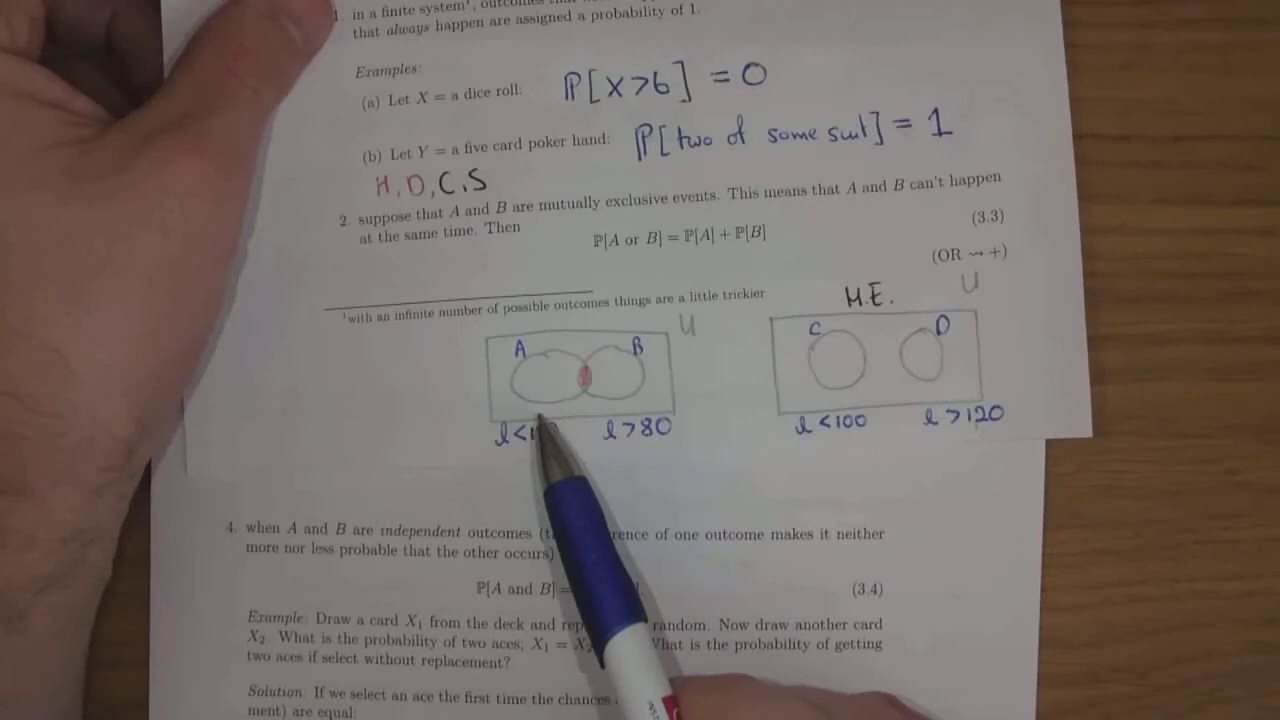 1. in a finite system¹, outcomes that
that always happen are assigned a probability of 1.
Examples:
(a) Let X = a dice roll: ℙ[X>6] = 0
(b) Let Y = a five card poker hand: ℙ[two of some suit] = 1
H, D, C, S
2. suppose that A and B are mutually exclusive events. This means that A and B can't happen
at the same time. Then
(3.3)
ℙ[A or B] = ℙ[A] + ℙ[B]
(OR ⇝ +)
¹with an infinite number of possible outcomes things are a little trickier
M.E.
U
U
A B
C D
l<1 l>80
l<100 l>120
4. when A and B are independent outcomes (t rence of one outcome makes it neither
more nor less probable that the other occurs)
ℙ[A and B] = (3.4)
Example: Draw a card X₁ from the deck and rep random. Now draw another card
X₂. What is the probability of two aces; X₁ = X₂ What is the probability of getting
two aces if select without replacement?
Solution: If we select an ace the first time the chances
ment) are equal: